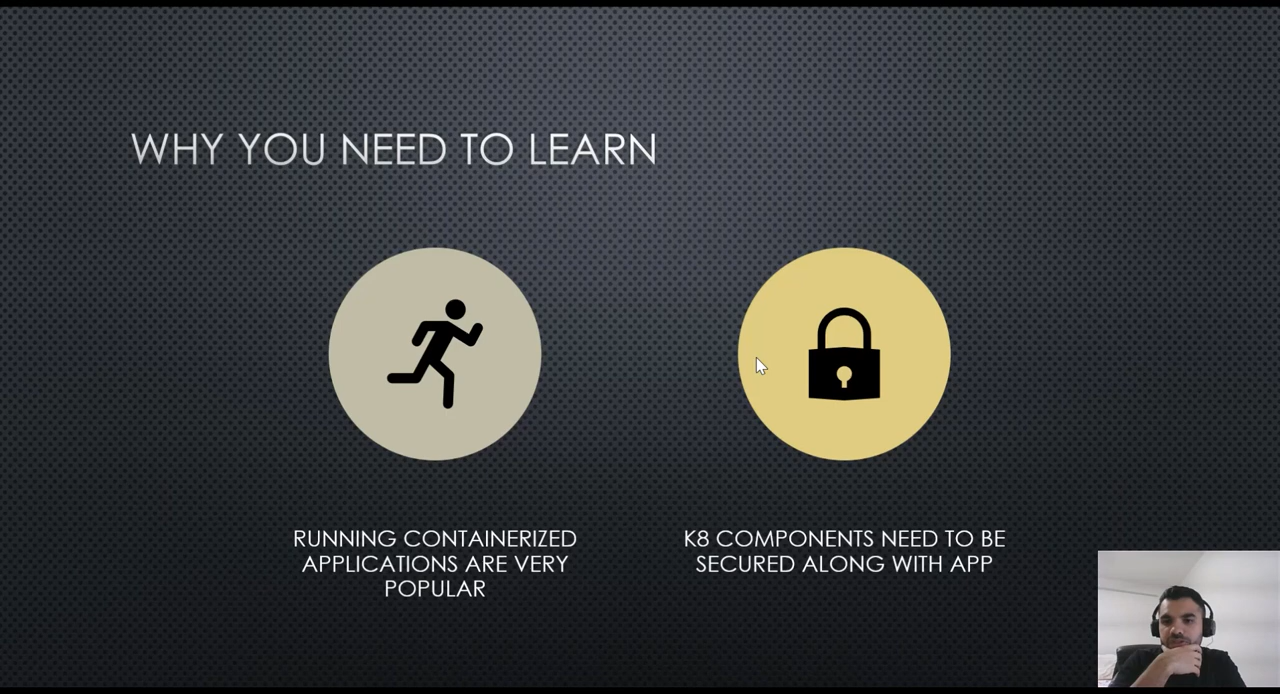 WHY YOU NEED TO LEARN
RUNNING CONTAINERIZED
APPLICATIONS ARE VERY
POPULAR
K8 COMPONENTS NEED TO BE
SECURED ALONG WITH APP